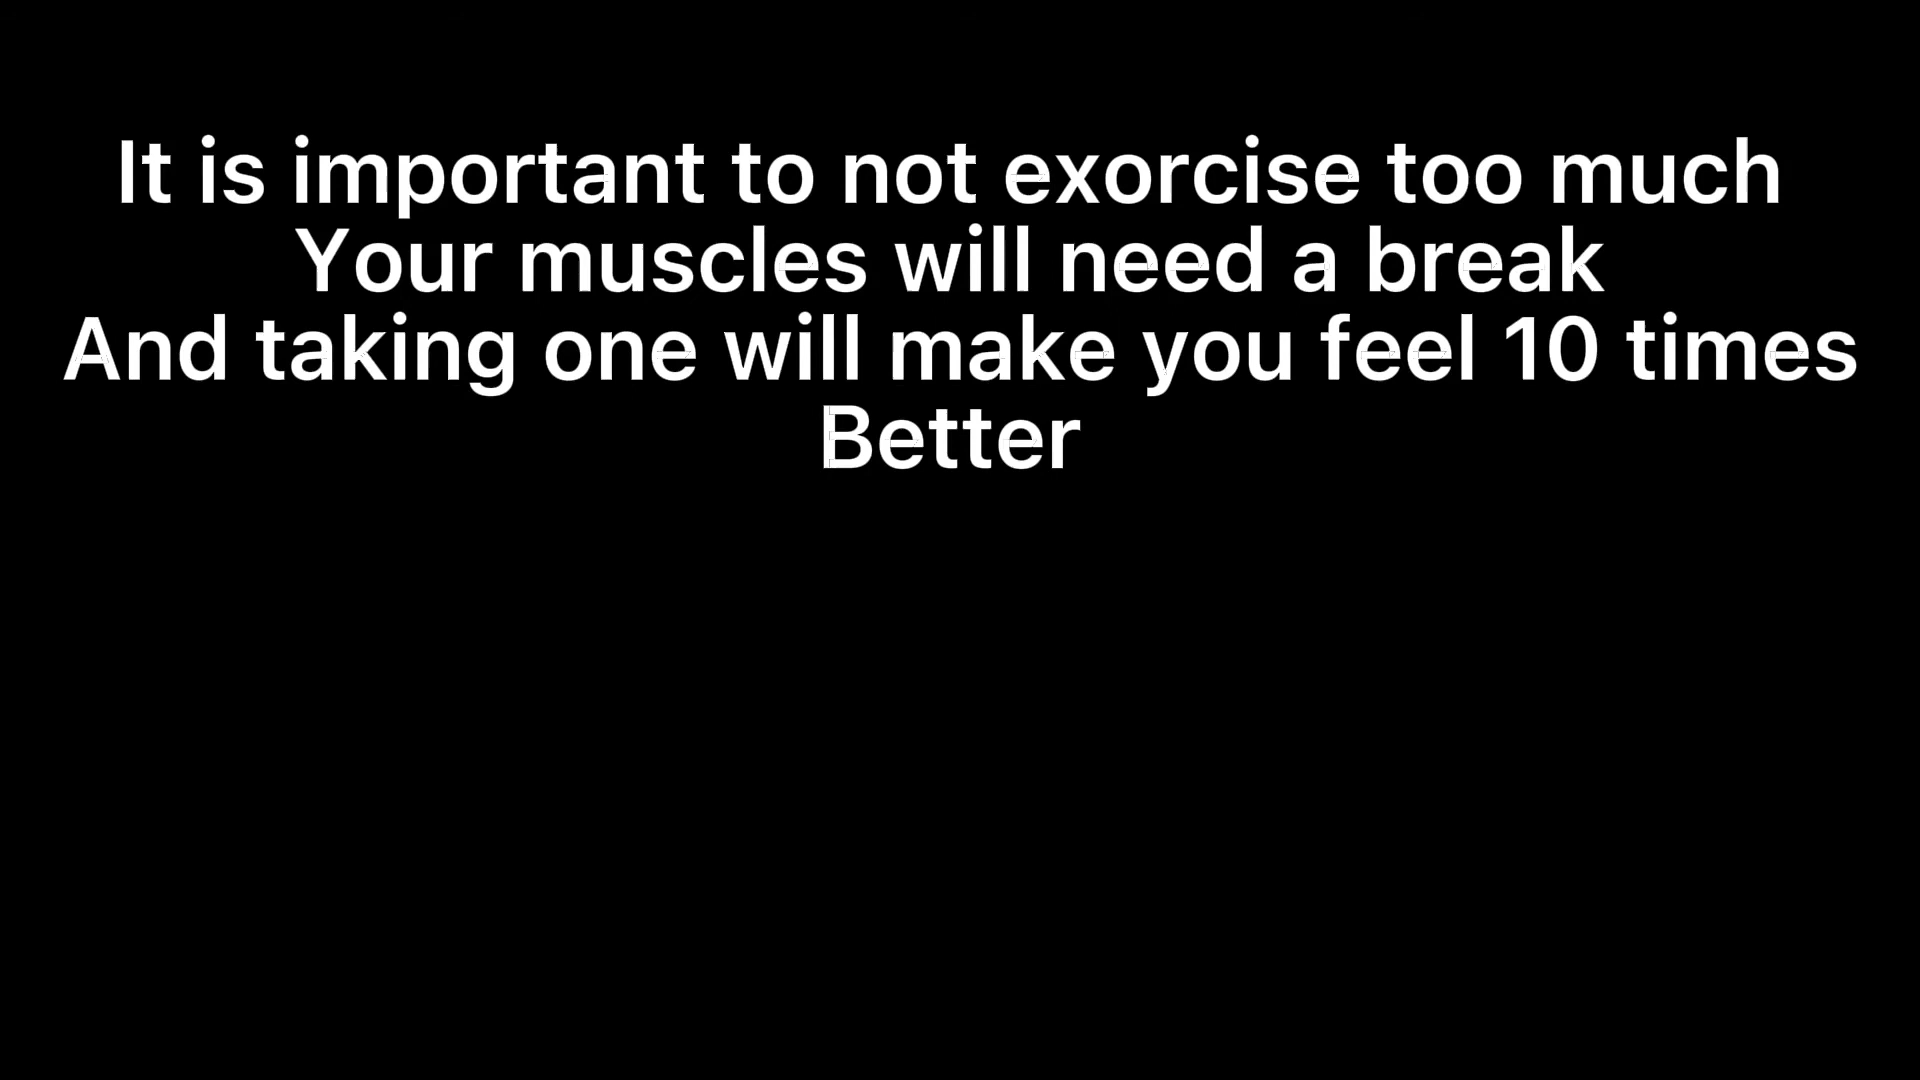 It is important to not exorcise too much
Your muscles will need a break
And taking one will make you feel 10 times
Better